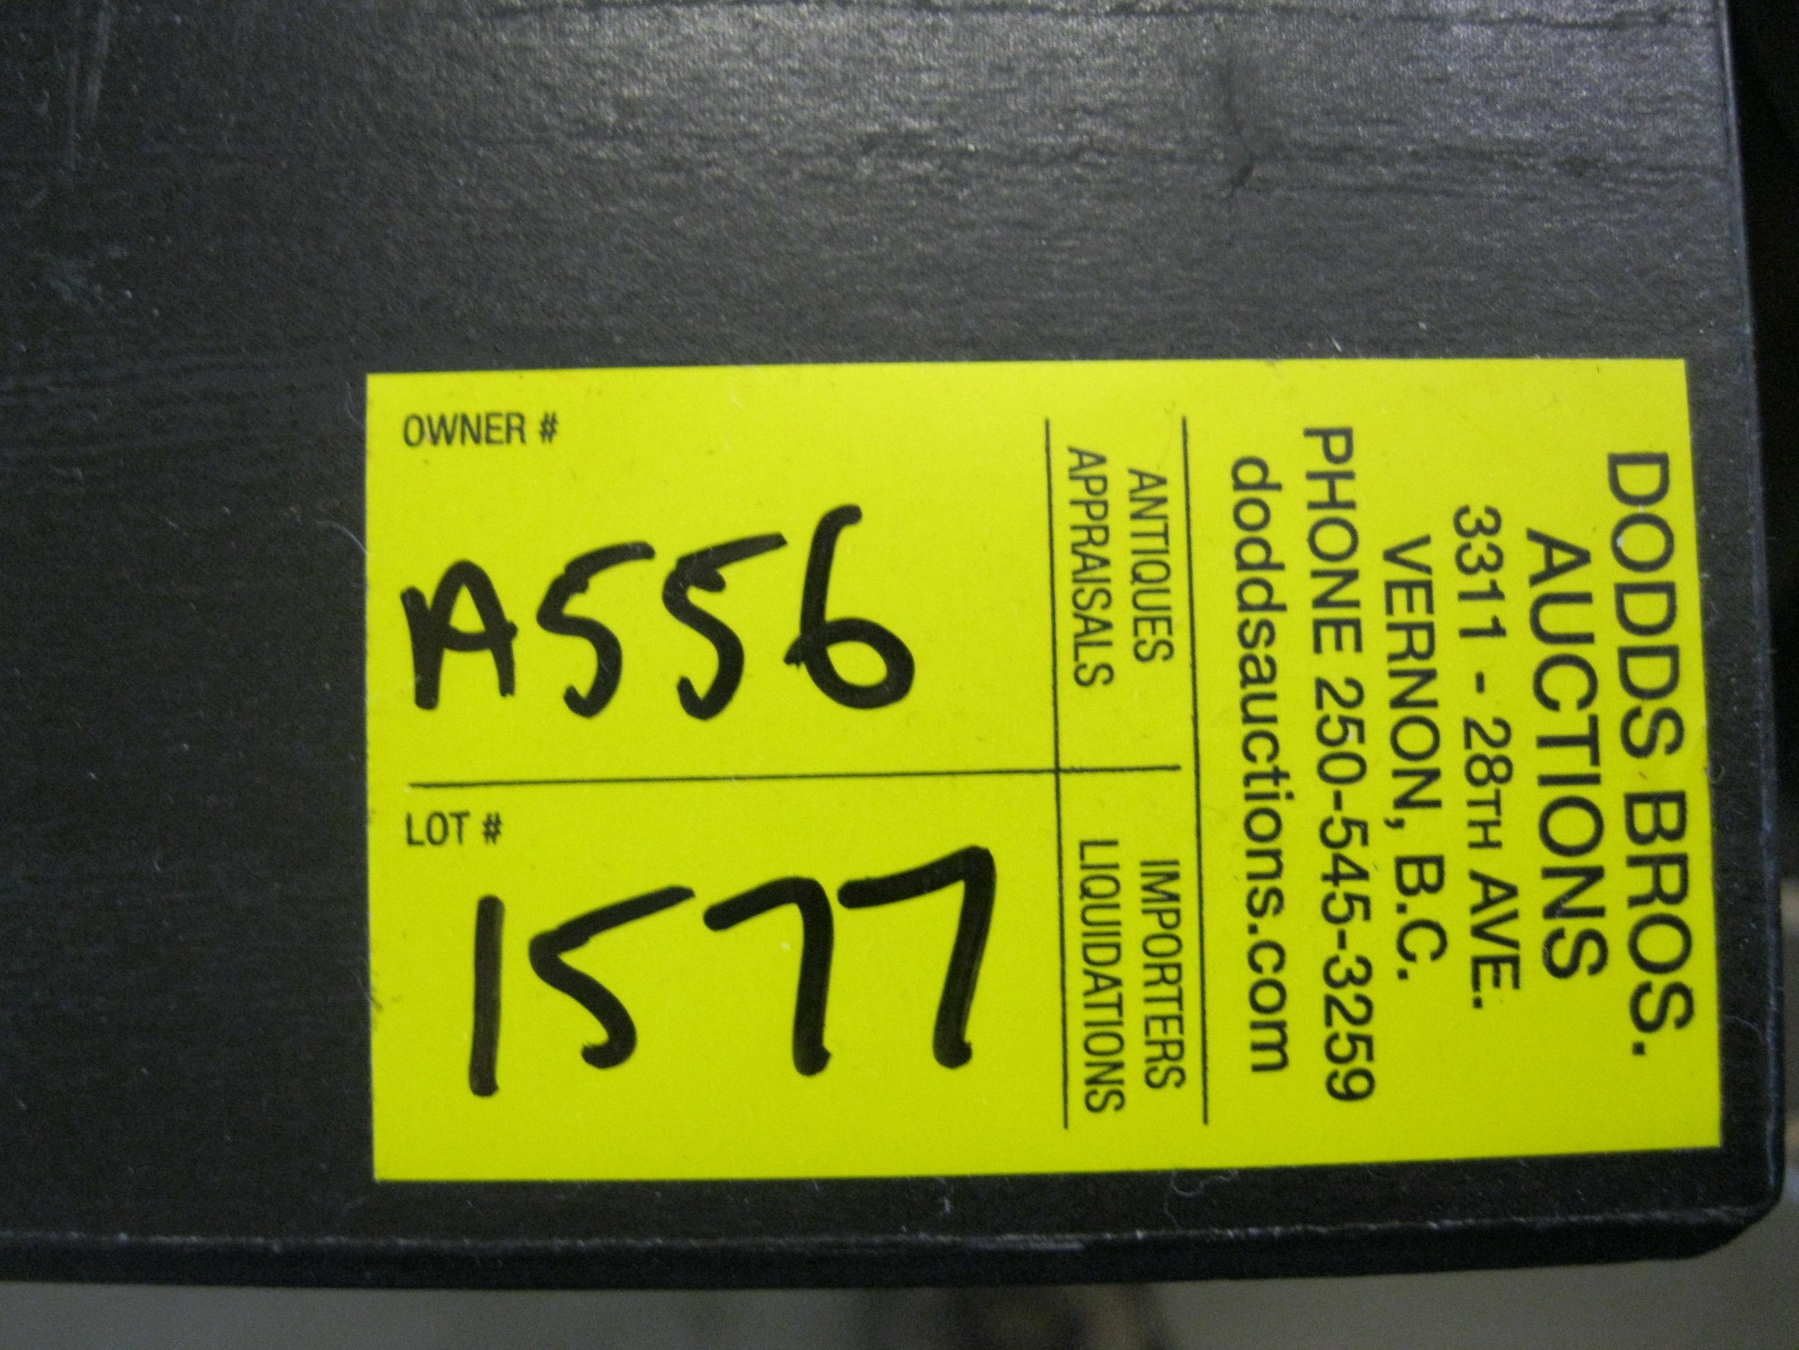 DODDS BROS.
AUCTIONS
3311 - 28TH AVE.
VERNON, B.C.
PHONE 250-545-3259
doddsauctions.com
ANTIQUES
APPRAISALS
IMPORTERS
LIQUIDATIONS
OWNER #
A556
LOT #
1577